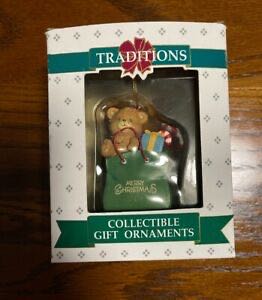 TRADITIONS
MERRY
CHRISTMAS
COLLECTIBLE
GIFT ORNAMENTS